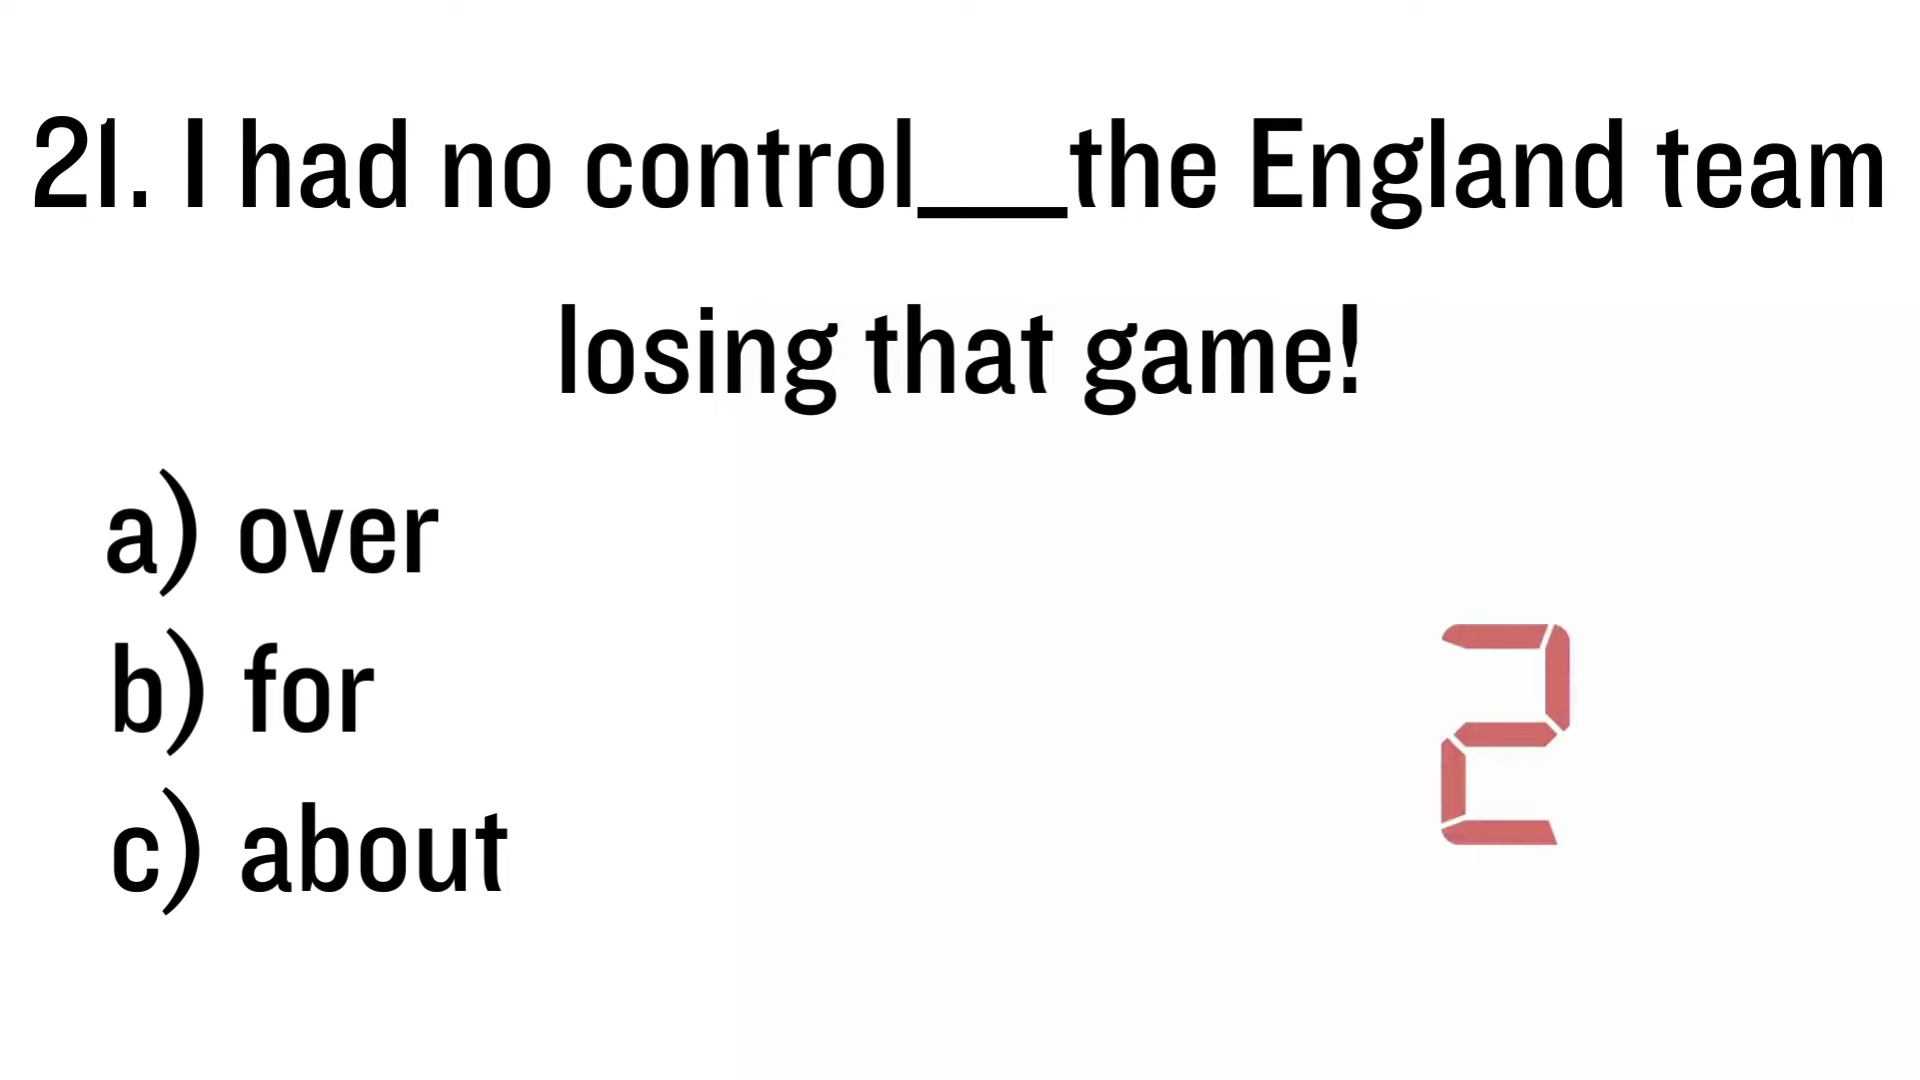 21. I had no control___the England team
losing that game!
a) over
b) for
c) about
2